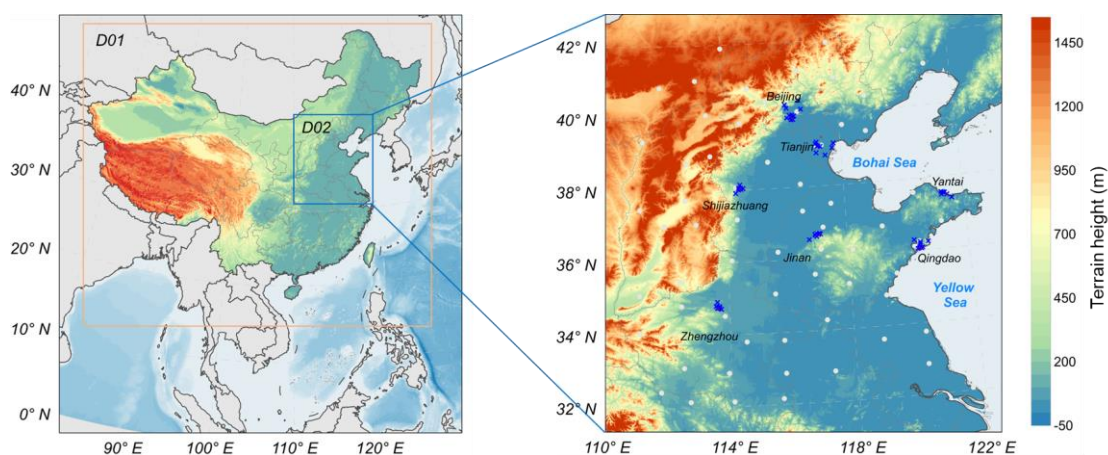 D01
D02
40° N
30° N
20° N
10° N
0° N
90° E
100° E
110° E
120° E
42° N
40° N
38° N
36° N
34° N
32° N
110° E
114° E
118° E
122° E
Beijing
Tianjin
Bohai Sea
Yantai
Shijiazhuang
Jinan
Qingdao
Yellow
Sea
Zhengzhou
1450
1200
950
700
450
200
-50
Terrain height (m)